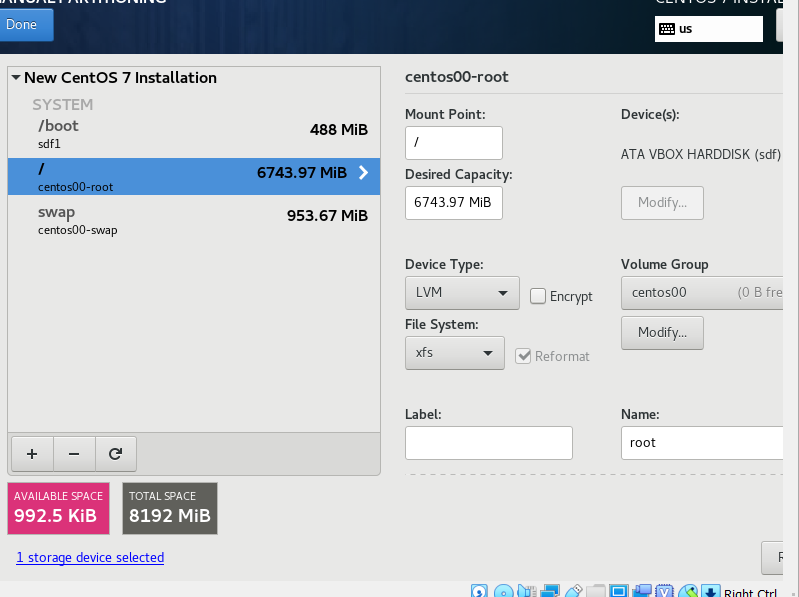 MANUAL PARTITIONING
CENTOS 7 INSTAL
Done
us
New CentOS 7 Installation
SYSTEM
/boot
488 MiB
sdf1
/
6743.97 MiB
centos00-root
swap
953.67 MiB
centos00-swap
AVAILABLE SPACE
992.5 KiB
TOTAL SPACE
8192 MiB
1 storage device selected
centos00-root
Mount Point:
/
Device(s):
ATA VBOX HARDDISK (sdf)
Desired Capacity:
6743.97 MiB
Modify...
Device Type:
LVM
Encrypt
Volume Group
centos00 (0 B fre
File System:
xfs
Reformat
Modify...
Label:
Name:
root
R
Right Ctrl